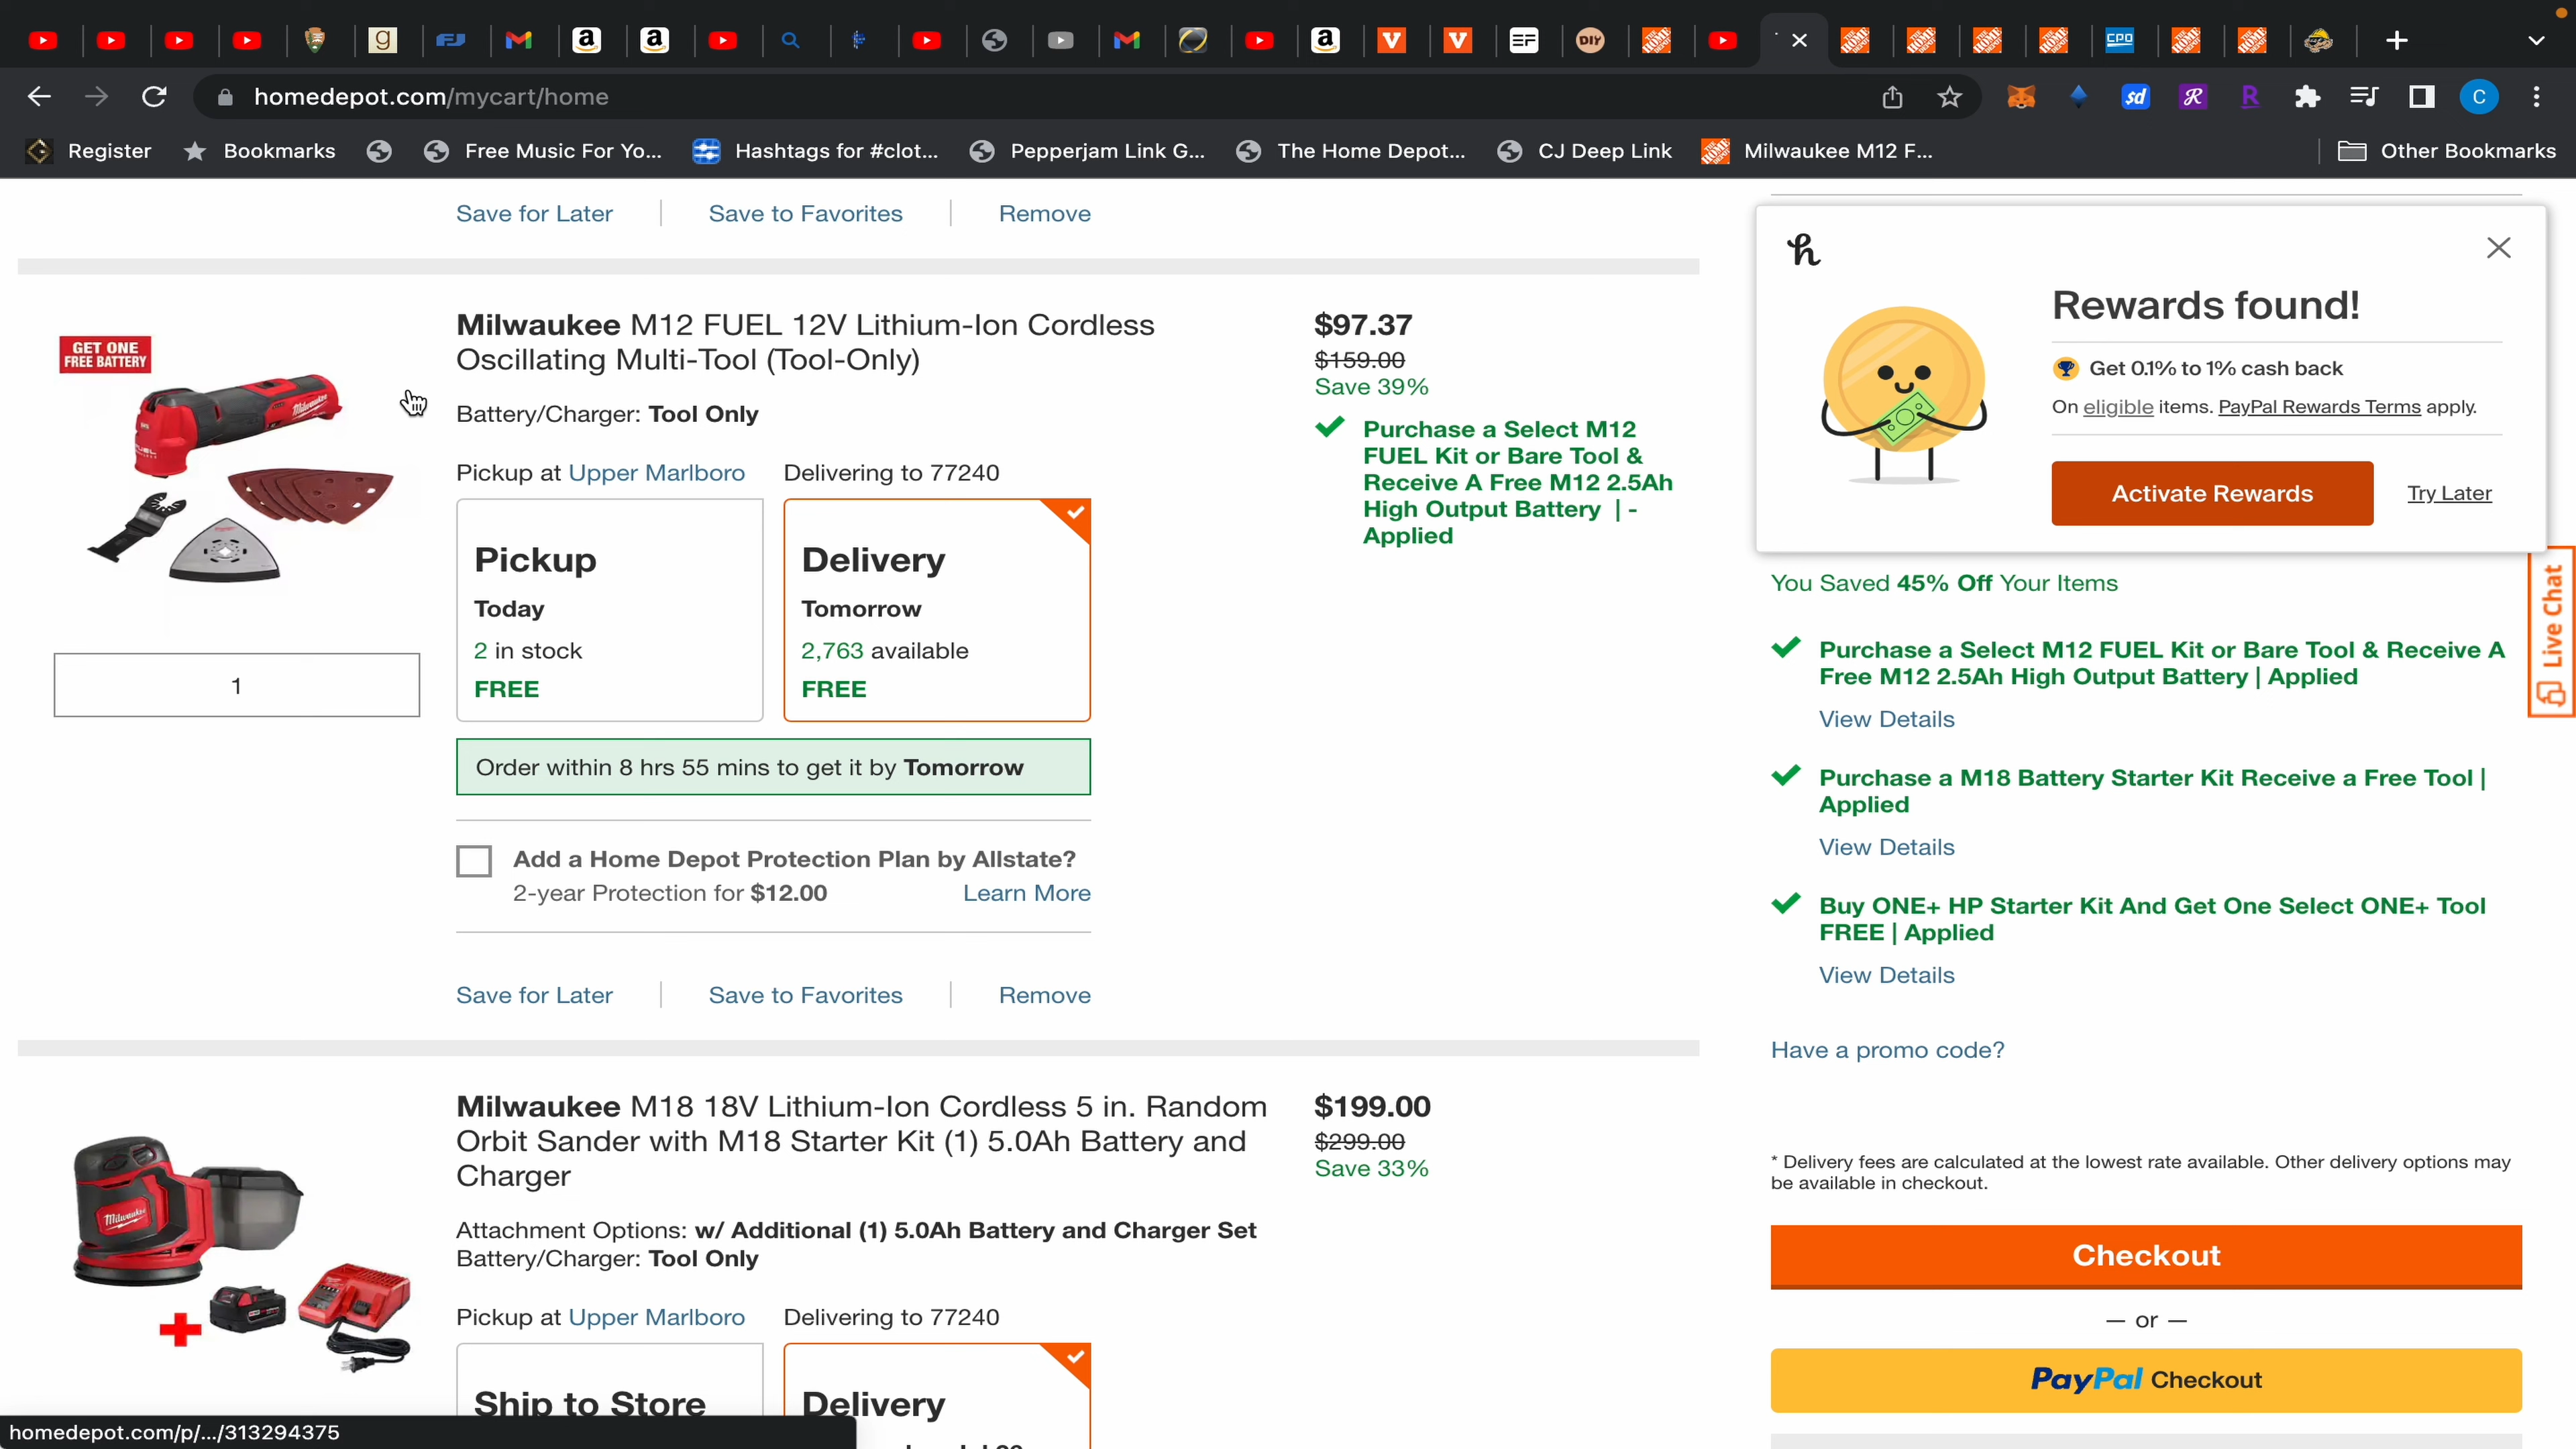 homedepot.com/mycart/home
C
Register
Bookmarks
Free Music For Yo...
Hashtags for #clot...
Pepperjam Link G...
The Home Depot...
CJ Deep Link
Milwaukee M12 F...
Other Bookmarks
Save for Later
Save to Favorites
Remove
GET ONE
FREE BATTERY
Milwaukee M12 FUEL 12V Lithium-Ion Cordless
Oscillating Multi-Tool (Tool-Only)
Battery/Charger: Tool Only
$97.37
$159.00
Save 39%
Purchase a Select M12
FUEL Kit or Bare Tool &
Receive A Free M12 2.5Ah
High Output Battery | -
Applied
Pickup at Upper Marlboro
Delivering to 77240
Pickup
Today
2 in stock
FREE
Delivery
Tomorrow
2,763 available
FREE
1
Order within 8 hrs 55 mins to get it by Tomorrow
Add a Home Depot Protection Plan by Allstate?
2-year Protection for $12.00
Learn More
Save for Later
Save to Favorites
Remove
Milwaukee M18 18V Lithium-Ion Cordless 5 in. Random
Orbit Sander with M18 Starter Kit (1) 5.0Ah Battery and
Charger
$199.00
$299.00
Save 33%
Attachment Options: w/ Additional (1) 5.0Ah Battery and Charger Set
Battery/Charger: Tool Only
Pickup at Upper Marlboro
Delivering to 77240
Ship to Store
Delivery
homedepot.com/p/.../313294375
h
Rewards found!
Get 0.1% to 1% cash back
On eligible items. PayPal Rewards Terms apply.
Activate Rewards
Try Later
Live Chat
You Saved 45% Off Your Items
Purchase a Select M12 FUEL Kit or Bare Tool & Receive A
Free M12 2.5Ah High Output Battery | Applied
View Details
Purchase a M18 Battery Starter Kit Receive a Free Tool |
Applied
View Details
Buy ONE+ HP Starter Kit And Get One Select ONE+ Tool
FREE | Applied
View Details
Have a promo code?
* Delivery fees are calculated at the lowest rate available. Other delivery options may
be available in checkout.
Checkout
— or —
PayPal Checkout